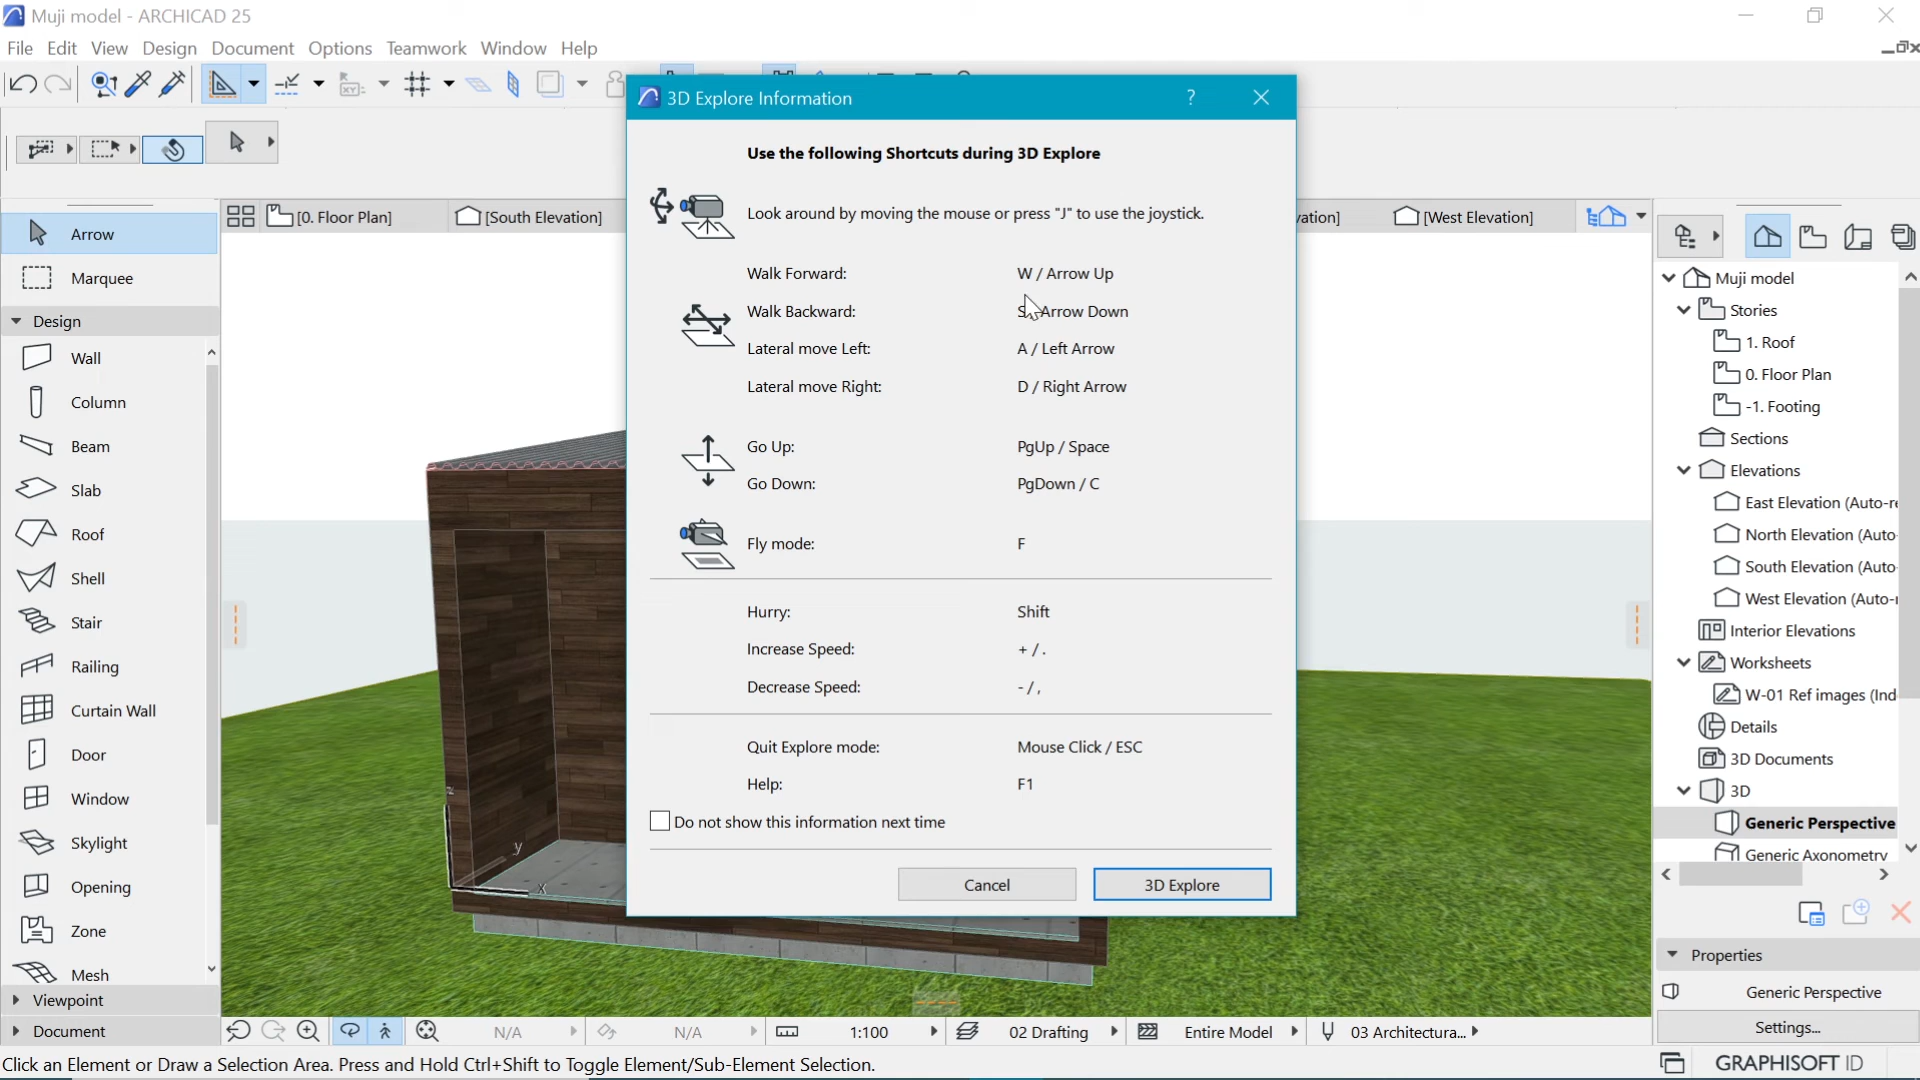 Muji model - ARCHICAD 25
File Edit View Design Document Options Teamwork Window Help
3D Explore Information ?
Use the following Shortcuts during 3D Explore
Look around by moving the mouse or press "J" to use the joystick.
Walk Forward: W / Arrow Up
Walk Backward: Arrow Down
Lateral move Left: A / Left Arrow
Lateral move Right: D / Right Arrow
Go Up: PgUp / Space
Go Down: PgDown / C
Fly mode: F
Hurry: Shift
Increase Speed: + / .
Decrease Speed: - / ,
Quit Explore mode: Mouse Click / ESC
Help: F1
Do not show this information next time
Cancel 3D Explore
[0. Floor Plan] [South Elevation] vation] [West Elevation]
Arrow
Marquee
Design
Wall
Column
Beam
Slab
Roof
Shell
Stair
Railing
Curtain Wall
Door
Window
Skylight
Opening
Zone
Mesh
Viewpoint
Document
z
y
x
Muji model
Stories
1. Roof
0. Floor Plan
-1. Footing
Sections
Elevations
East Elevation (Auto-re
North Elevation (Auto-
South Elevation (Auto-
West Elevation (Auto-r
Interior Elevations
Worksheets
W-01 Ref images (Ind
Details
3D Documents
3D
Generic Perspective
Generic Axonometry
Properties
Generic Perspective
Settings...
N/A N/A 1:100 02 Drafting Entire Model 03 Architectura...
Click an Element or Draw a Selection Area. Press and Hold Ctrl+Shift to Toggle Element/Sub-Element Selection.
GRAPHISOFT ID